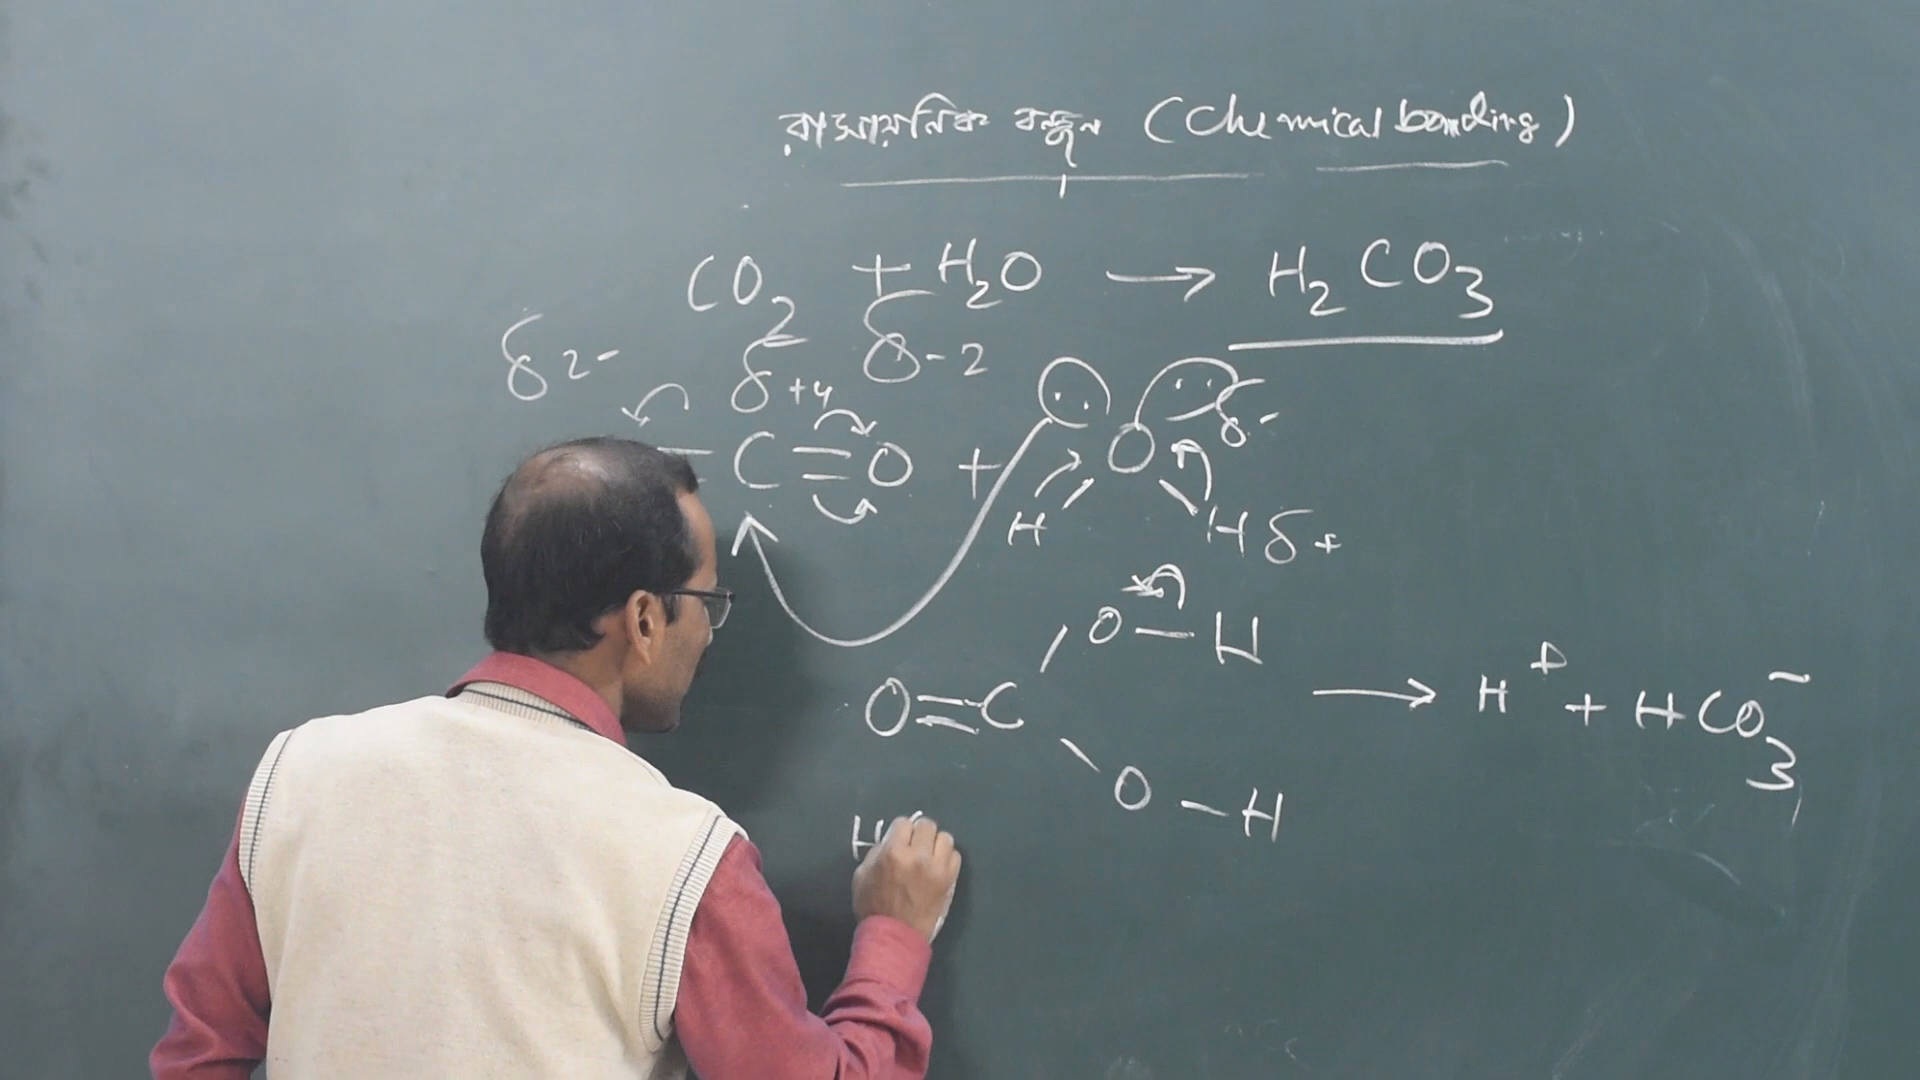 রাসায়নিক বন্ধন (Chemical bonding)
CO₂ + H₂O → H₂CO₃
δ2- δ+4 δ-2
= C = O + H O H δ- δ+
O - H
O = C → H⁺ + HCO₃⁻
O - H
H